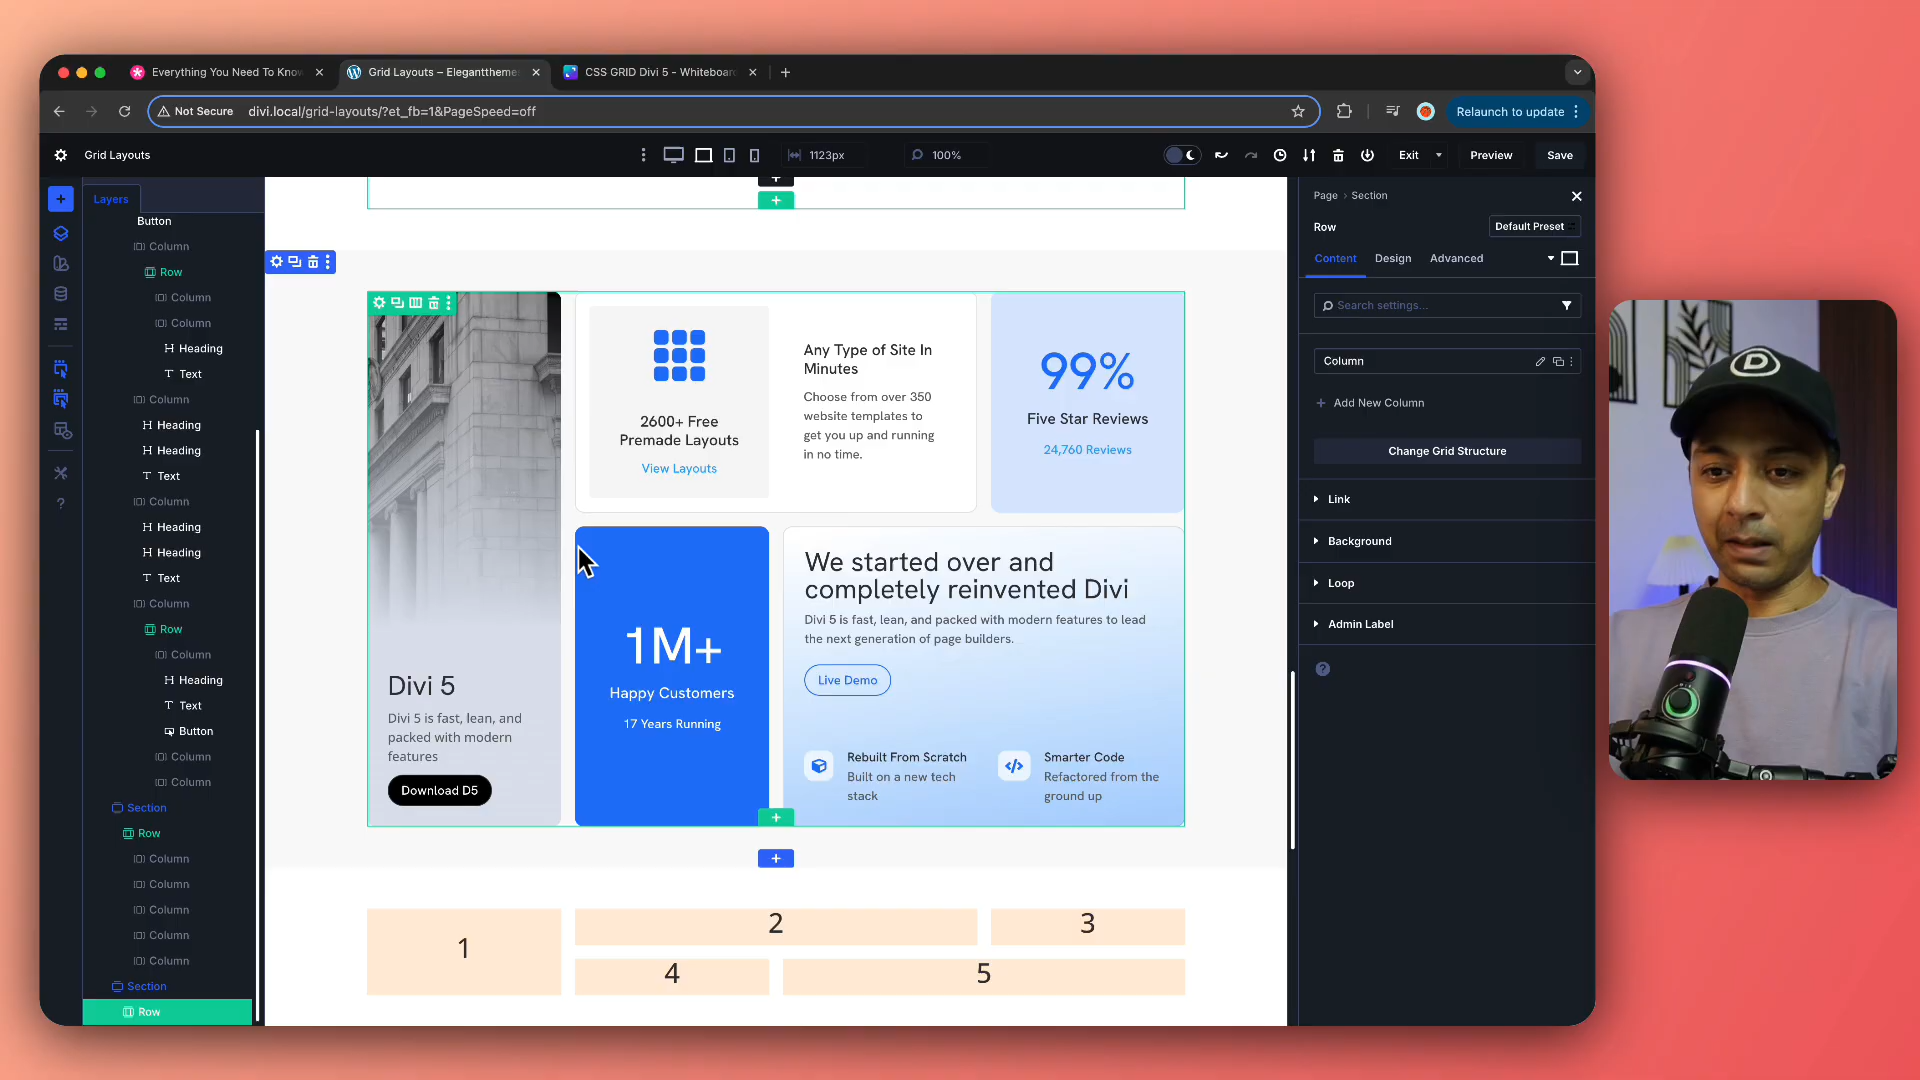 Everything You Need To Know
Grid Layouts – Eleganttheme
CSS GRID Divi 5 - Whiteboard
Not Secure
divi.local/grid-layouts/?et_fb=1&PageSpeed=off
Relaunch to update
Grid Layouts
1123px
100%
Exit
Preview
Save
Layers
Button
Column
Row
Column
Column
Heading
Text
Column
Heading
Heading
Text
Column
Heading
Heading
Text
Column
Row
Column
Heading
Text
Button
Column
Column
Section
Row
Column
Column
Column
Column
Column
Section
Row
2600+ Free
Premade Layouts
View Layouts
Any Type of Site In
Minutes
Choose from over 350
website templates to
get you up and running
in no time.
99%
Five Star Reviews
24,760 Reviews
Divi 5
Divi 5 is fast, lean, and
packed with modern
features
Download D5
1M+
Happy Customers
17 Years Running
We started over and
completely reinvented Divi
Divi 5 is fast, lean, and packed with modern features to lead
the next generation of page builders.
Live Demo
Rebuilt From Scratch
Built on a new tech
stack
Smarter Code
Refactored from the
ground up
1
2
3
4
5
Page › Section
Row
Default Preset
Content
Design
Advanced
Search settings...
Column
Add New Column
Change Grid Structure
Link
Background
Loop
Admin Label